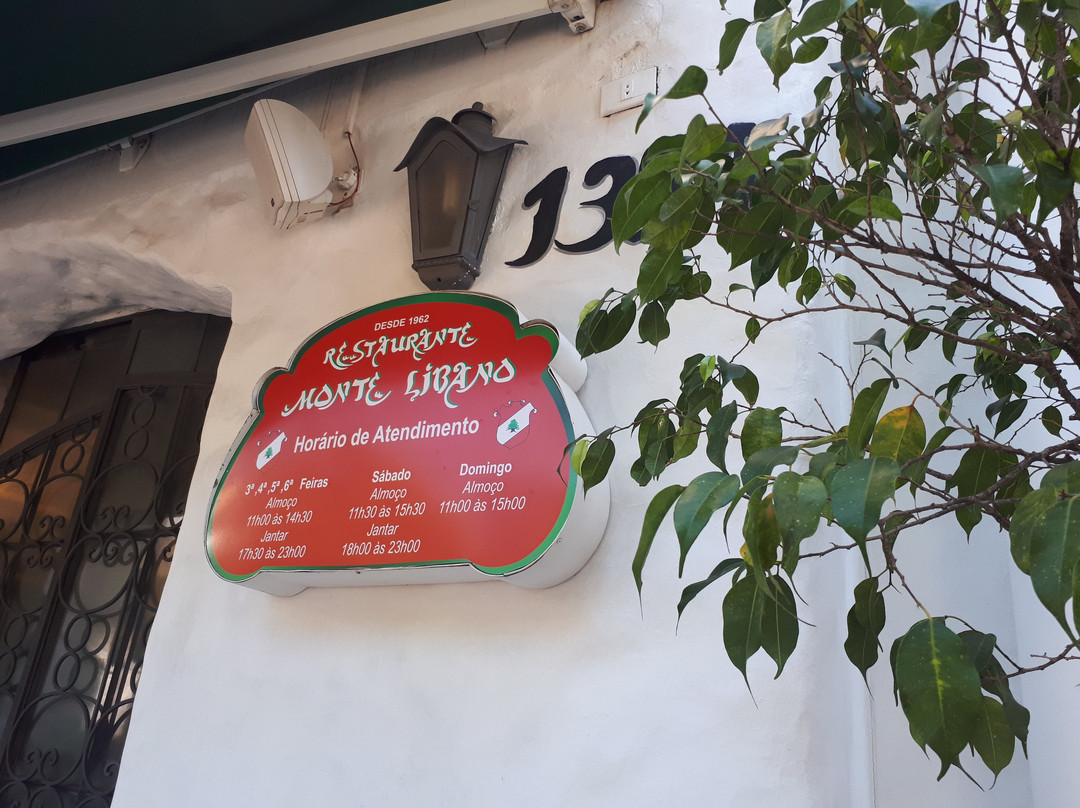 DESDE 1962
RESTAURANTE
MONTE LIBANO
Horário de Atendimento
3ª,4ª,5ª,6ª Feiras
Almoço
11h00 às 14h30
Jantar
17h30 às 23h00
Sábado
Almoço
11h30 às 15h30
Jantar
18h00 às 23h00
Domingo
Almoço
11h00 às 15h00